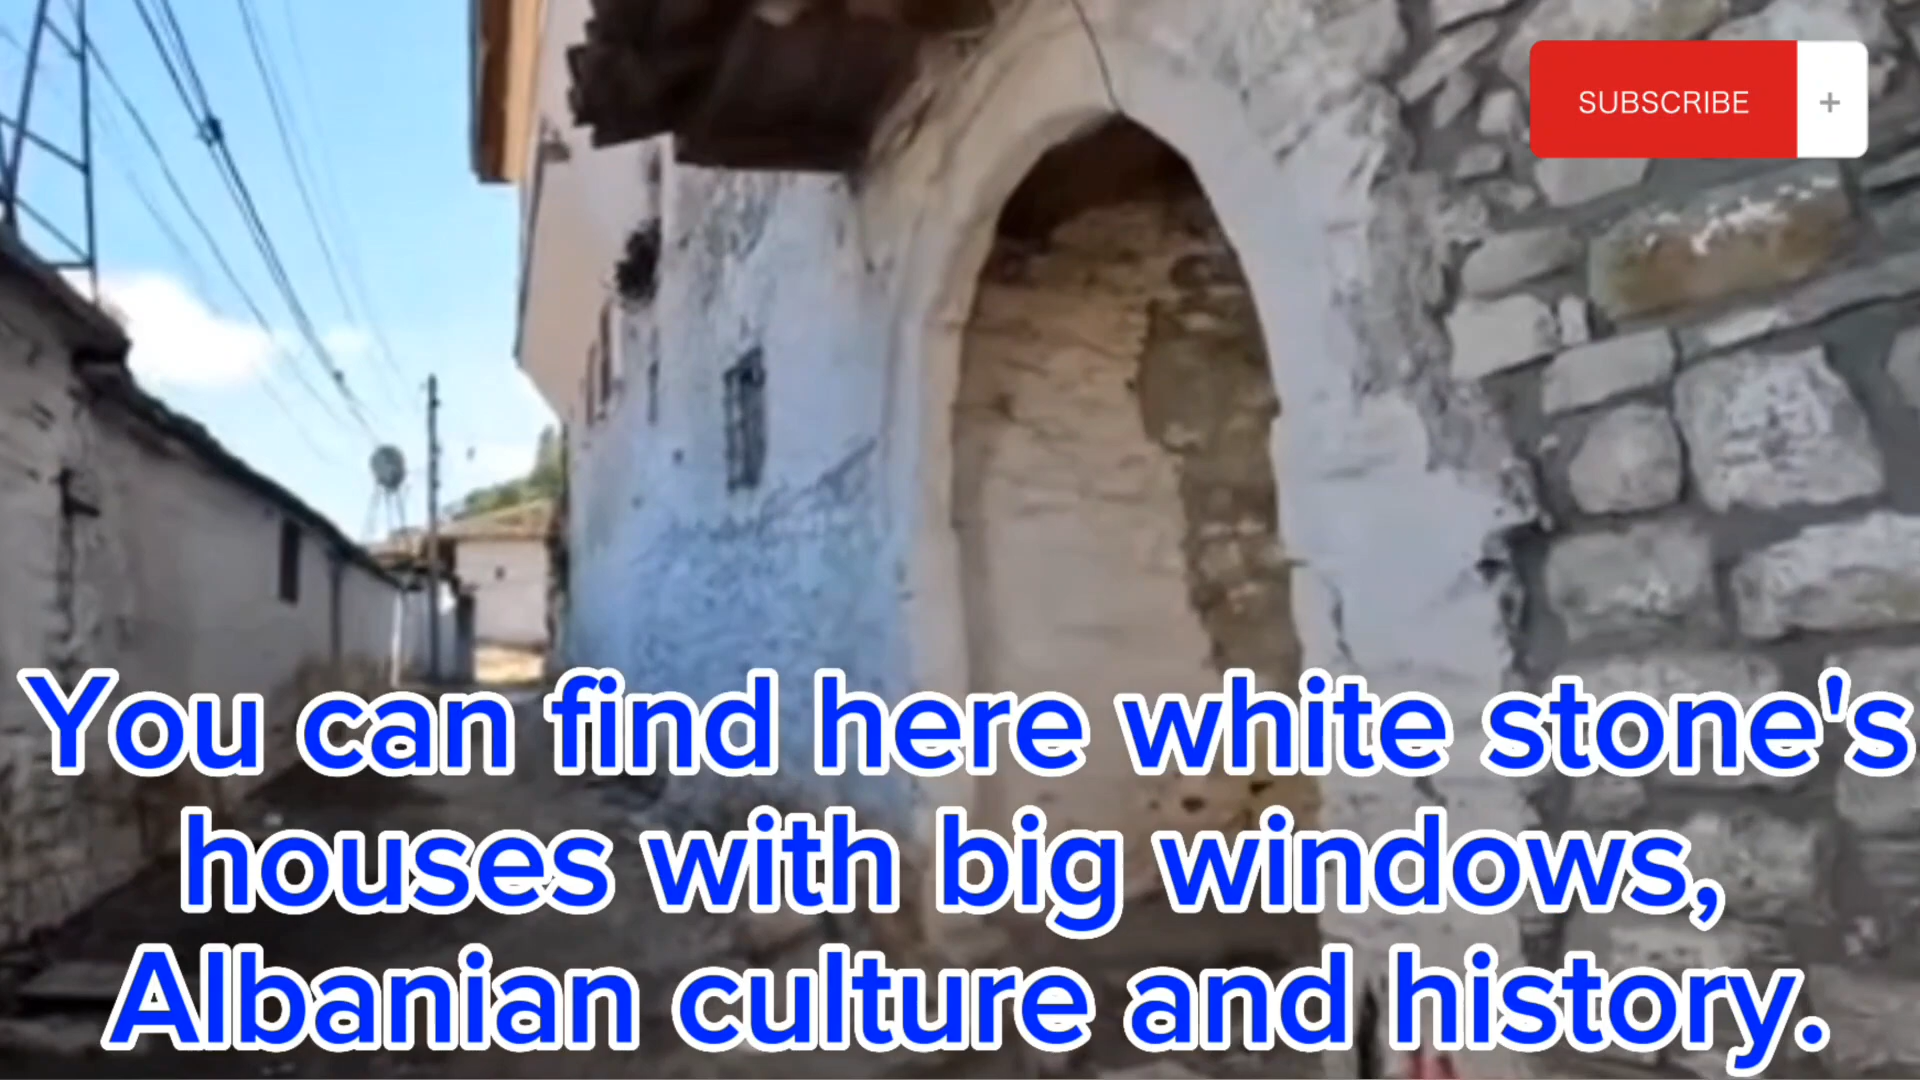 SUBSCRIBE +
You can find here white stone's
houses with big windows,
Albanian culture and history.